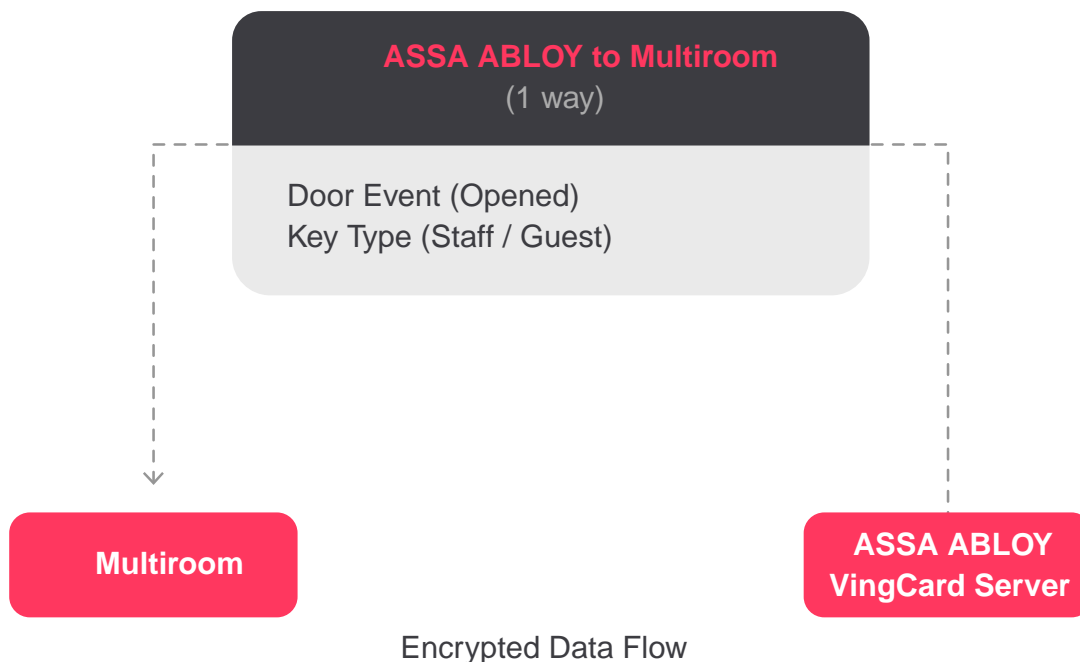 ASSA ABLOY to Multiroom
(1 way)
Door Event (Opened)
Key Type (Staff / Guest)
Multiroom
ASSA ABLOY
VingCard Server
Encrypted Data Flow